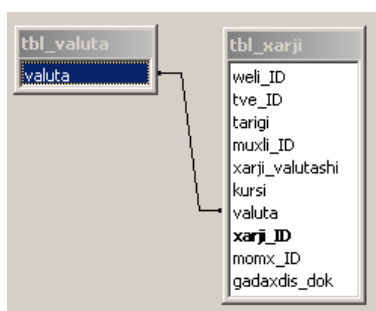 tbl_valuta
valuta
tbl_xarji
weli_ID
tve_ID
tarigi
muxli_ID
xarji_valutashi
kursi
valuta
xarji_ID
momx_ID
gadaxdis_dok